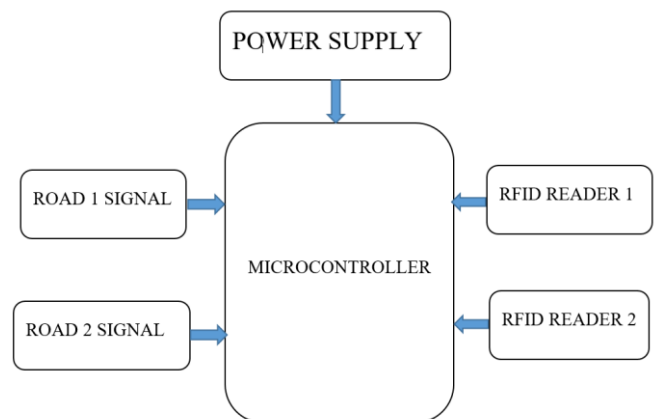 POWER SUPPLY
ROAD 1 SIGNAL
RFID READER 1
MICROCONTROLLER
ROAD 2 SIGNAL
RFID READER 2